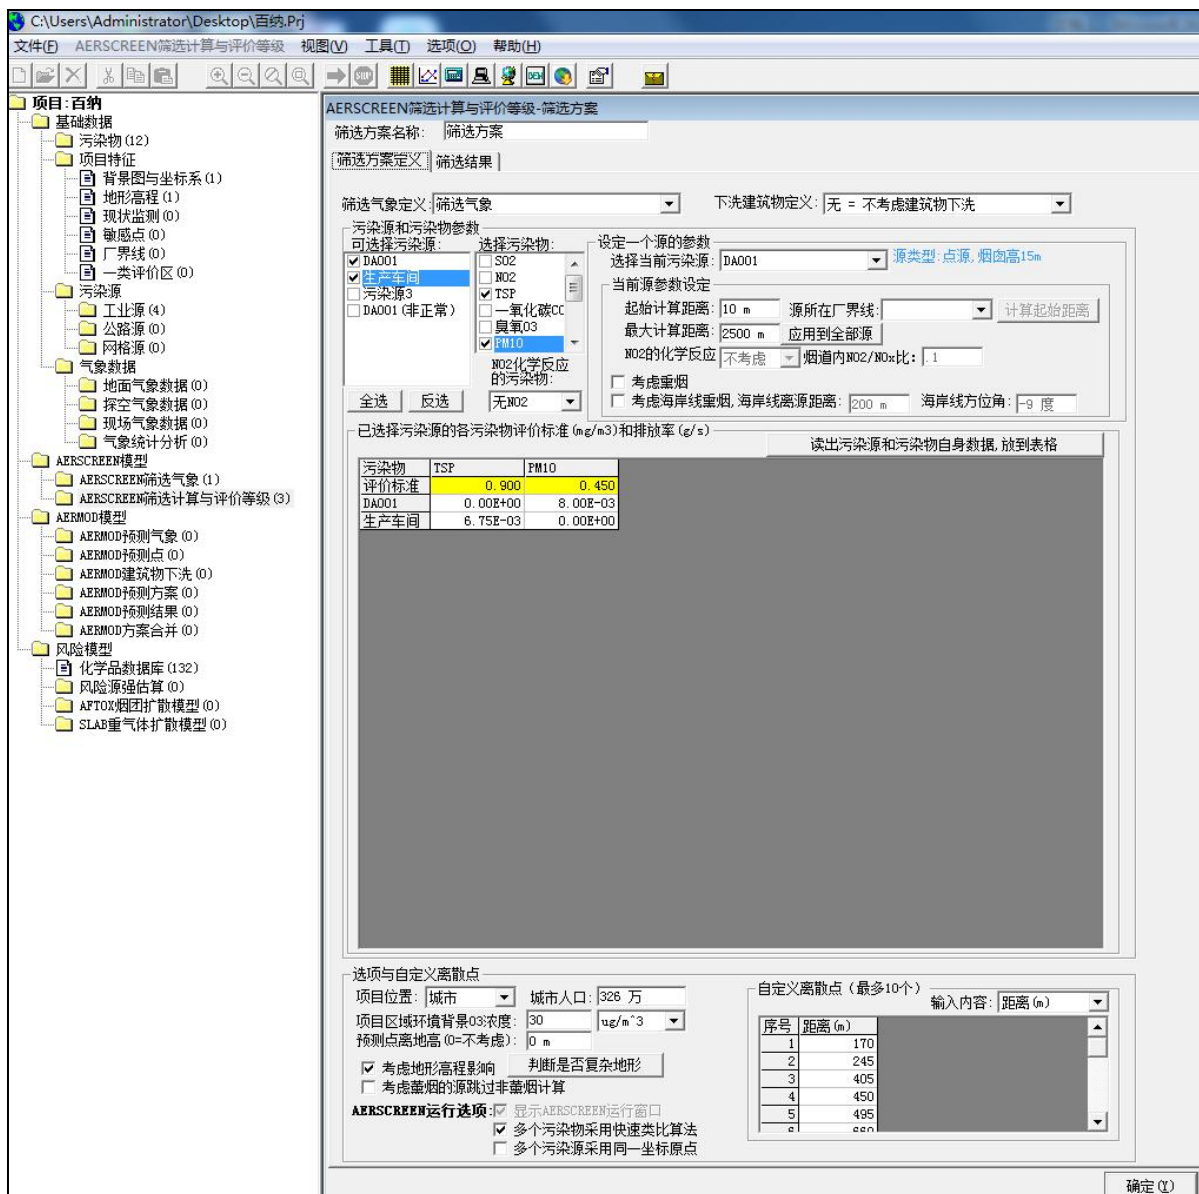 C:\Users\Administrator\Desktop\百纳.Prj
文件(F) AERSCREEN筛选计算与评价等级 视图(V) 工具(T) 选项(O) 帮助(H)
项目:百纳
基础数据
污染物(12)
项目特征
背景图与坐标系(1)
地形高程(1)
现状监测(0)
敏感点(0)
厂界线(0)
一类评价区(0)
污染源
工业源(4)
公路源(0)
网格源(0)
气象数据
地面气象数据(0)
探空气象数据(0)
现场气象数据(0)
气象统计分析(0)
AERSCREEN模型
AERSCREEN筛选气象(1)
AERSCREEN筛选计算与评价等级(3)
AERMOD模型
AERMOD预测气象(0)
AERMOD预测点(0)
AERMOD建筑物下洗(0)
AERMOD预测方案(0)
AERMOD预测结果(0)
AERMOD方案合并(0)
风险模型
化学品数据库(132)
风险源强估算(0)
AFTOX烟团扩散模型(0)
SLAB重气体扩散模型(0)
AERSCREEN筛选计算与评价等级-筛选方案
筛选方案名称: 筛选方案
筛选方案定义 筛选结果
筛选气象定义: 筛选气象 下洗建筑物定义: 无 = 不考虑建筑物下洗
污染源和污染物参数
可选择污染源: 选择污染物:
DA001 SO2
生产车间 NO2
污染源3 TSP
DA001(非正常) 一氧化碳CO
臭氧O3
PM10
NO2化学反应
的污染物:
全选 反选 无NO2
设定一个源的参数
选择当前污染源: DA001 源类型:点源,烟囱高15m
当前源参数设定
起始计算距离: 10 m 源所在厂界线: 计算起始距离
最大计算距离: 2500 m 应用到全部源
NO2的化学反应 不考虑 烟道内NO2/NOx比: .1
考虑重烟
考虑海岸线重烟,海岸线离源距离: 200 m 海岸线方位角: -9 度
已选择污染源的各污染物评价标准(mg/m3)和排放率(g/s)
读出污染源和污染物自身数据,放到表格
污染物 TSP PM10
评价标准 0.900 0.450
DA001 0.00E+00 8.00E-03
生产车间 6.75E-03 0.00E+00
选项与自定义离散点
项目位置: 城市 城市人口: 326 万
项目区域环境背景O3浓度: 30 ug/m^3
预测点离地高(0=不考虑): 0 m
考虑地形高程影响 判断是否复杂地形
考虑薰烟的源跳过非薰烟计算
AERSCREEN运行选项: 显示AERSCREEN运行窗口
多个污染物采用快速类比算法
多个污染源采用同一坐标原点
自定义离散点(最多10个)
输入内容: 距离(m)
序号 距离(m)
1 170
2 245
3 405
4 450
5 495
6 660
确定(Y)